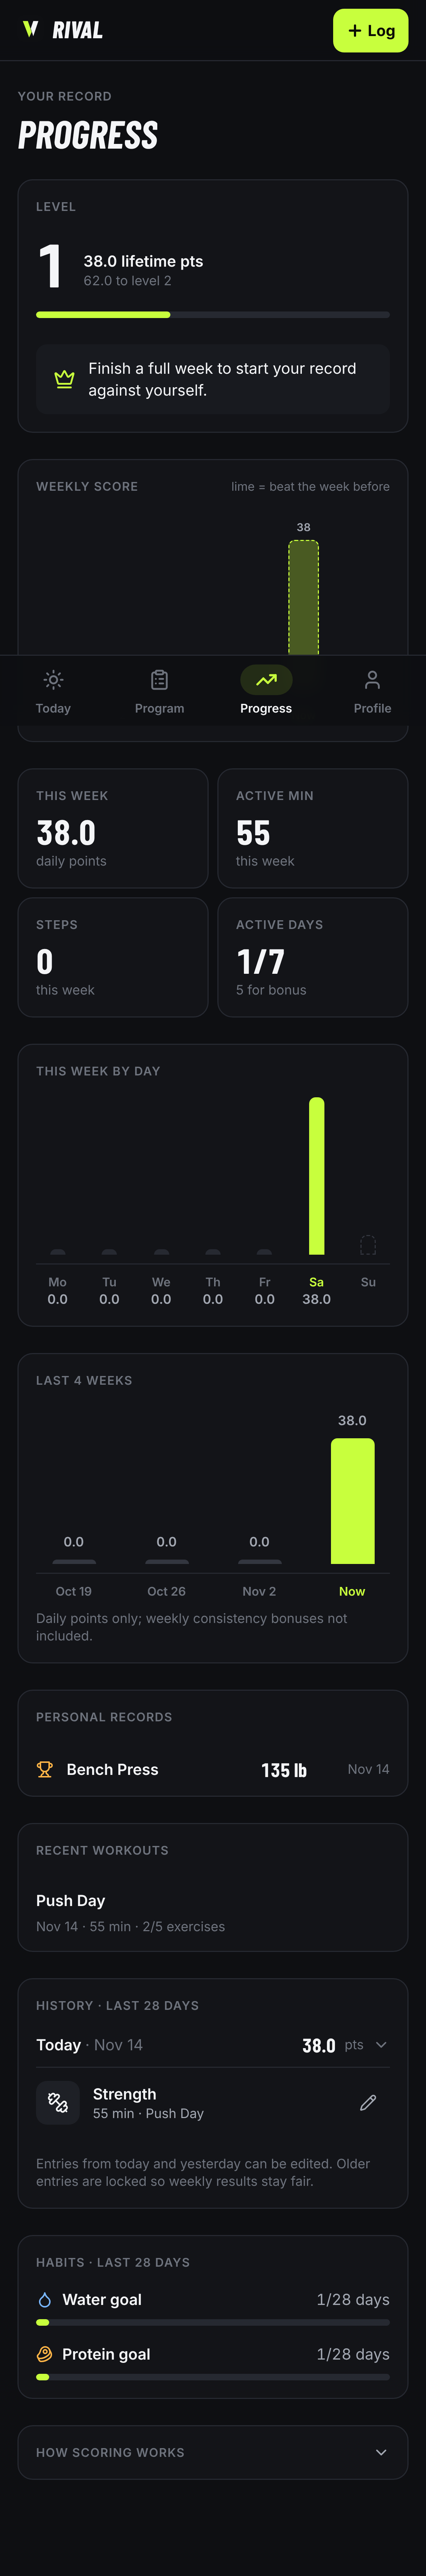 RIVAL
+ Log
YOUR RECORD
PROGRESS
LEVEL
1
38.0 lifetime pts
62.0 to level 2
Finish a full week to start your record
against yourself.
WEEKLY SCORE
lime = beat the week before
38
Today
Program
Progress
Profile
THIS WEEK
38.0
daily points
ACTIVE MIN
55
this week
STEPS
0
this week
ACTIVE DAYS
1/7
5 for bonus
THIS WEEK BY DAY
Mo Tu We Th Fr Sa Su
0.0 0.0 0.0 0.0 0.0 38.0
LAST 4 WEEKS
38.0
0.0 0.0 0.0
Oct 19 Oct 26 Nov 2 Now
Daily points only; weekly consistency bonuses not
included.
PERSONAL RECORDS
Bench Press 135 lb Nov 14
RECENT WORKOUTS
Push Day
Nov 14 · 55 min · 2/5 exercises
HISTORY · LAST 28 DAYS
Today · Nov 14 38.0 pts
Strength
55 min · Push Day
Entries from today and yesterday can be edited. Older
entries are locked so weekly results stay fair.
HABITS · LAST 28 DAYS
Water goal 1/28 days
Protein goal 1/28 days
HOW SCORING WORKS